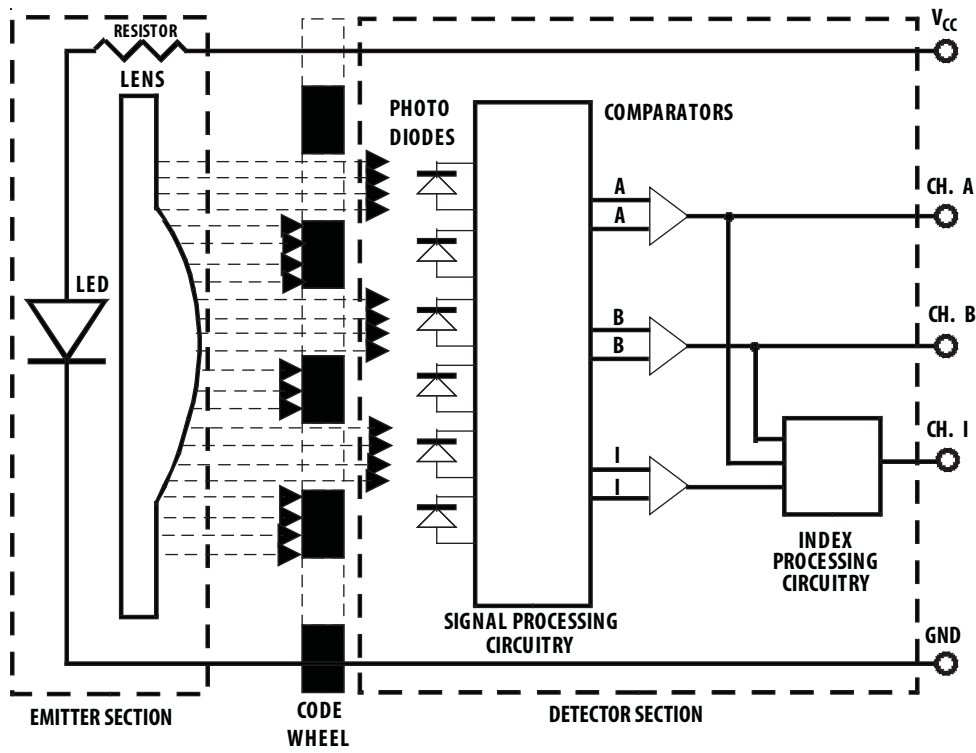 RESISTOR
V_CC
LENS
PHOTO
DIODES
COMPARATORS
A
A
CH. A
LED
B
B
CH. B
I
I
CH. I
INDEX
PROCESSING
CIRCUITRY
SIGNAL PROCESSING
CIRCUITRY
GND
EMITTER SECTION
CODE
WHEEL
DETECTOR SECTION